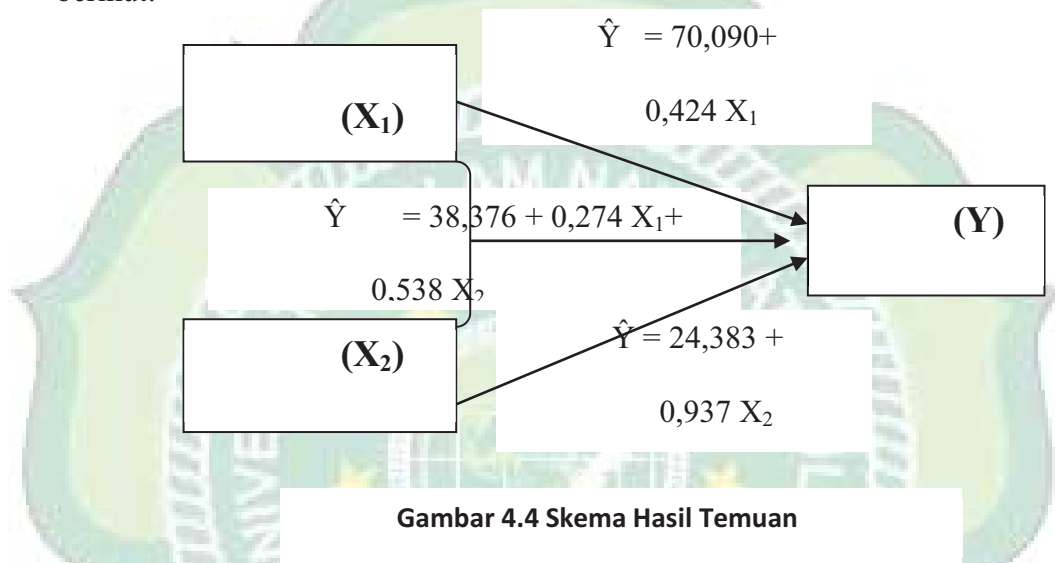 Ŷ = 70,090+
0,424 X₁
(X₁)
Ŷ = 38,376 + 0,274 X₁+
0,538 X₂
(Y)
(X₂)
Ŷ = 24,383 +
0,937 X₂
Gambar 4.4 Skema Hasil Temuan